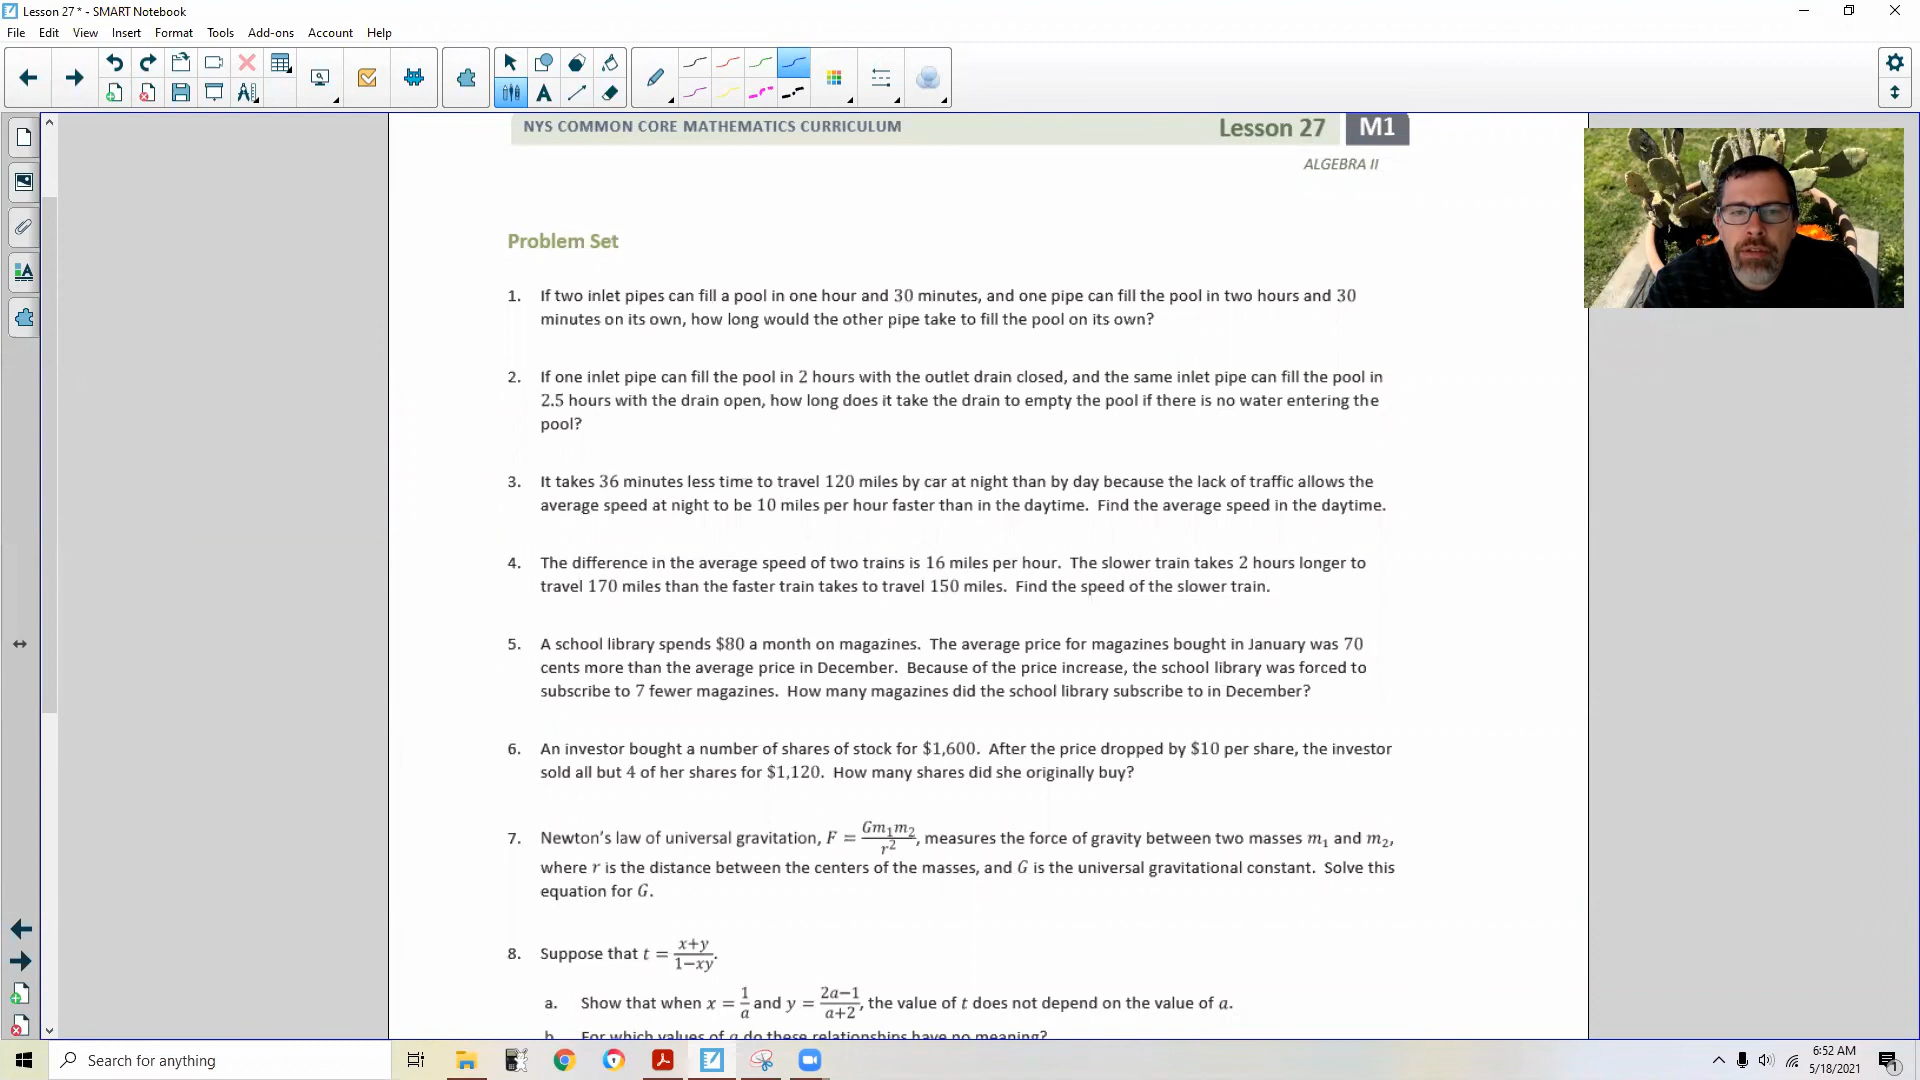 Lesson 27 * - SMART Notebook
File Edit View Insert Format Tools Add-ons Account Help
NYS COMMON CORE MATHEMATICS CURRICULUM Lesson 27 M1
ALGEBRA II
Problem Set
1. If two inlet pipes can fill a pool in one hour and 30 minutes, and one pipe can fill the pool in two hours and 30
minutes on its own, how long would the other pipe take to fill the pool on its own?
2. If one inlet pipe can fill the pool in 2 hours with the outlet drain closed, and the same inlet pipe can fill the pool in
2.5 hours with the drain open, how long does it take the drain to empty the pool if there is no water entering the
pool?
3. It takes 36 minutes less time to travel 120 miles by car at night than by day because the lack of traffic allows the
average speed at night to be 10 miles per hour faster than in the daytime. Find the average speed in the daytime.
4. The difference in the average speed of two trains is 16 miles per hour. The slower train takes 2 hours longer to
travel 170 miles than the faster train takes to travel 150 miles. Find the speed of the slower train.
5. A school library spends $80 a month on magazines. The average price for magazines bought in January was 70
cents more than the average price in December. Because of the price increase, the school library was forced to
subscribe to 7 fewer magazines. How many magazines did the school library subscribe to in December?
6. An investor bought a number of shares of stock for $1,600. After the price dropped by $10 per share, the investor
sold all but 4 of her shares for $1,120. How many shares did she originally buy?
7. Newton's law of universal gravitation, F = Gm₁m₂/r², measures the force of gravity between two masses m₁ and m₂,
where r is the distance between the centers of the masses, and G is the universal gravitational constant. Solve this
equation for G.
8. Suppose that t = (x+y)/(1−xy).
a. Show that when x = 1/a and y = (2a−1)/(a+2), the value of t does not depend on the value of a.
b. For which values of a do these relationships have no meaning?
Search for anything
6:52 AM
5/18/2021